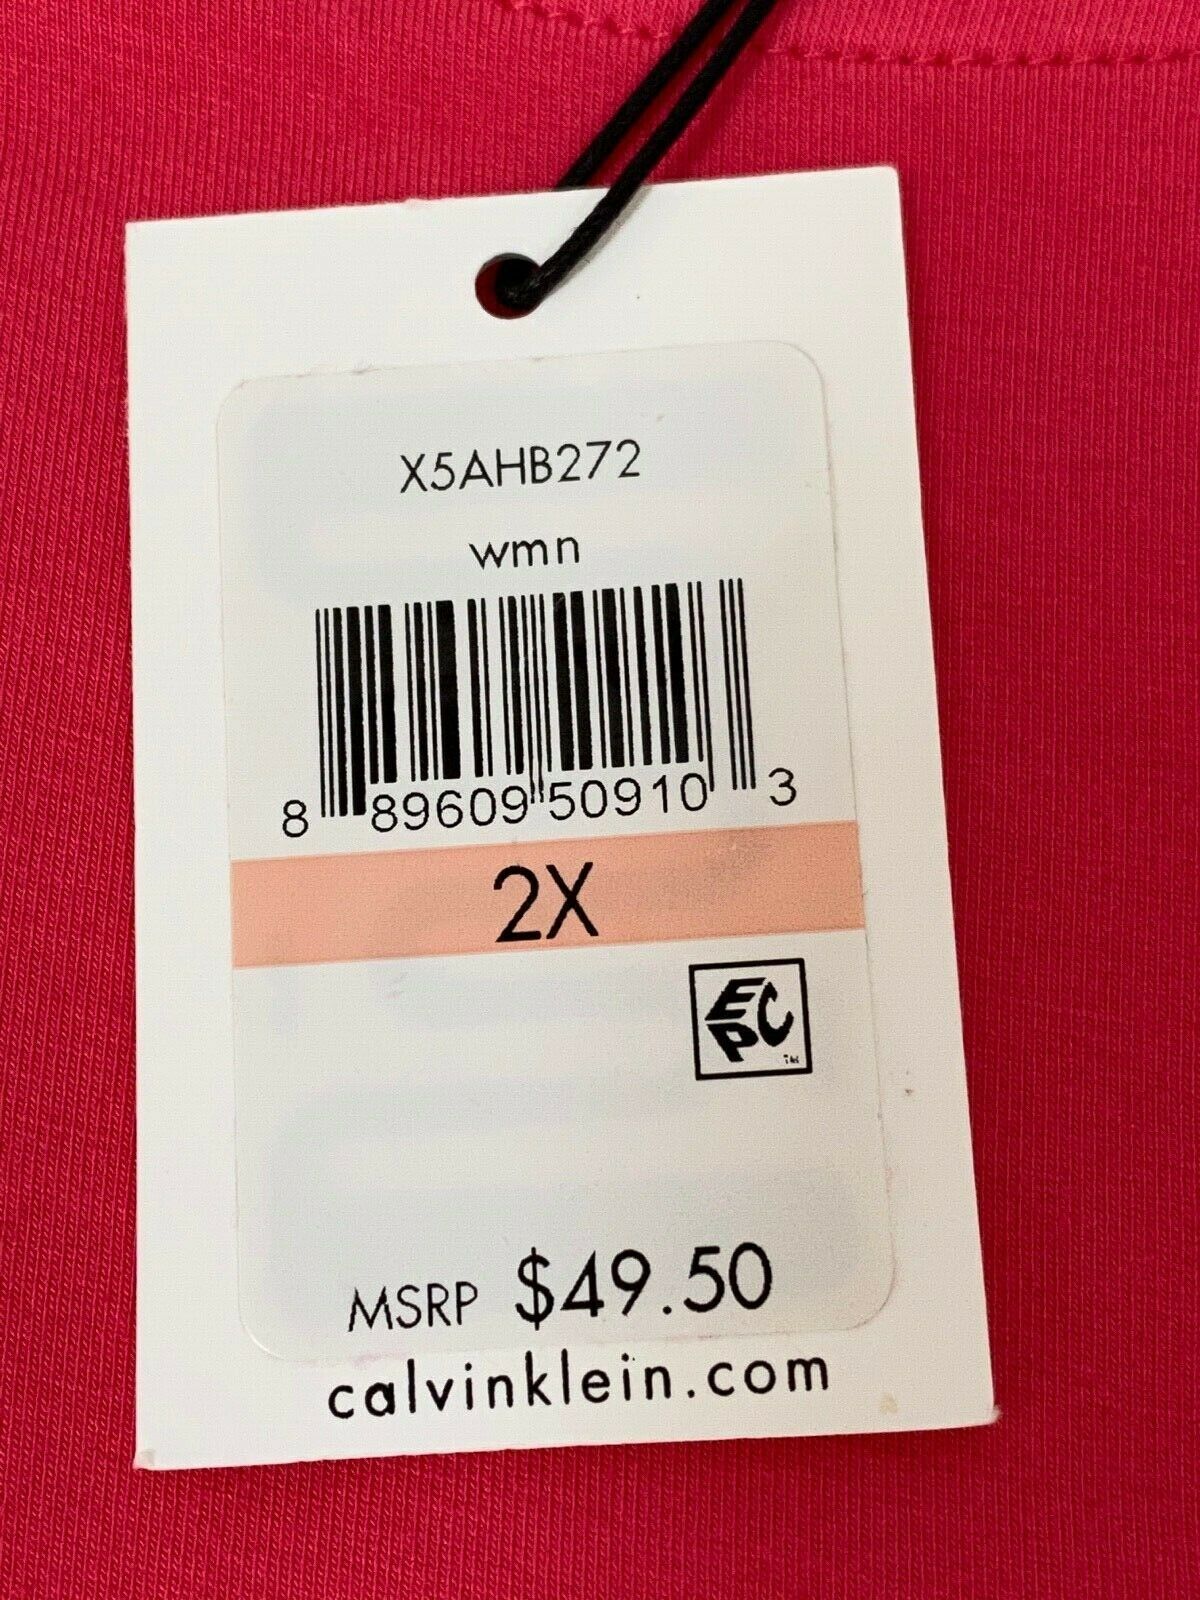 X5AHB272
wmn
8 89609 50910 3
2X
EPC
MSRP $49.50
calvinklein.com